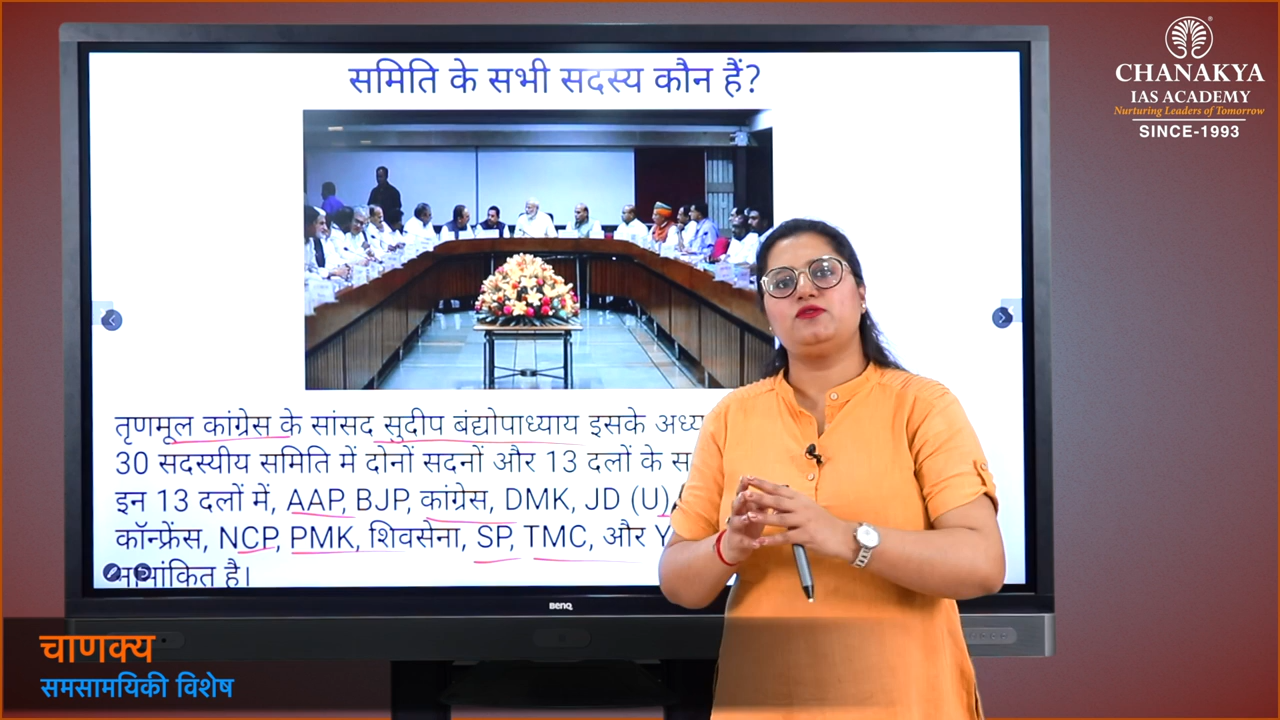 समिति के सभी सदस्य कौन हैं?
CHANAKYA
IAS ACADEMY
Nurturing Leaders of Tomorrow
SINCE-1993
तृणमूल कांग्रेस के सांसद सुदीप बंद्योपाध्याय इसके
30 सदस्यीय समिति में दोनों सदनों और 13 दलों के
इन 13 दलों में, AAP, BJP, कांग्रेस, DMK, JD (U),
कॉन्फ्रेंस, NCP, PMK, शिवसेना, SP, TMC, और
है।
BenQ
चाणक्य
समसामयिकी विशेष